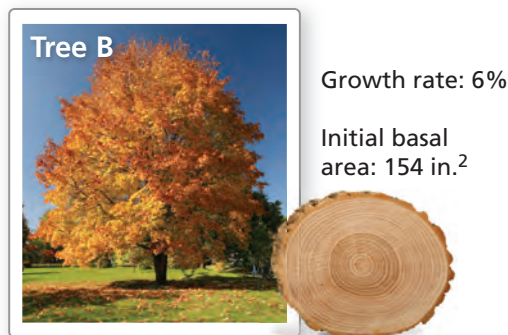 Tree B
Growth rate: 6%
Initial basal
area: 154 in.²